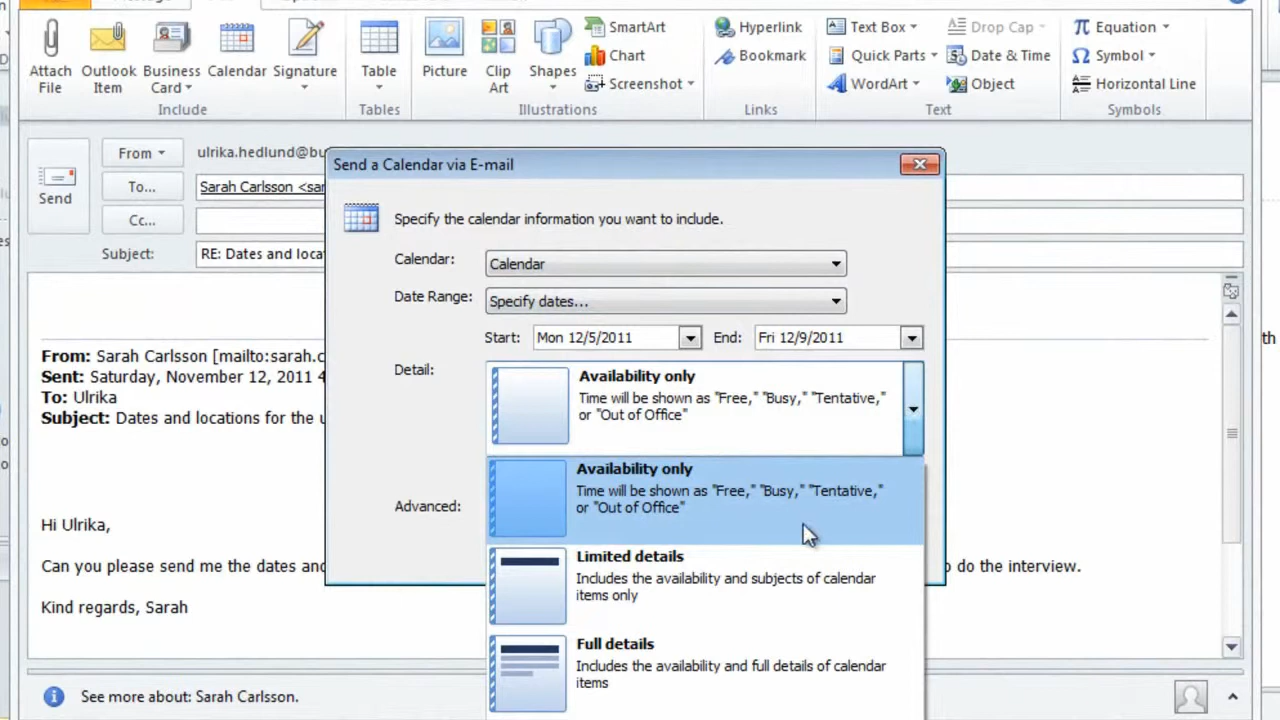 Attach File
Outlook Item
Business Card
Calendar
Signature
Include
Table
Tables
Picture
Clip Art
Shapes
SmartArt
Chart
Screenshot
Illustrations
Hyperlink
Bookmark
Links
Text Box
Quick Parts
WordArt
Drop Cap
Date & Time
Object
Text
Equation
Symbol
Horizontal Line
Symbols
Send
From
ulrika.hedlund@bu
To...
Sarah Carlsson <sar
Cc...
Subject:
RE: Dates and locat
Send a Calendar via E-mail
Specify the calendar information you want to include.
Calendar: Calendar
Date Range: Specify dates...
Start: Mon 12/5/2011 End: Fri 12/9/2011
Detail:
Availability only
Time will be shown as "Free," "Busy," "Tentative,"
or "Out of Office"
Availability only
Time will be shown as "Free," "Busy," "Tentative,"
or "Out of Office"
Advanced:
Limited details
Includes the availability and subjects of calendar
items only
Full details
Includes the availability and full details of calendar
items
From: Sarah Carlsson [mailto:sarah.c
Sent: Saturday, November 12, 2011 4
To: Ulrika
Subject: Dates and locations for the u
Hi Ulrika,
Can you please send me the dates and
o do the interview.
Kind regards, Sarah
See more about: Sarah Carlsson.
th